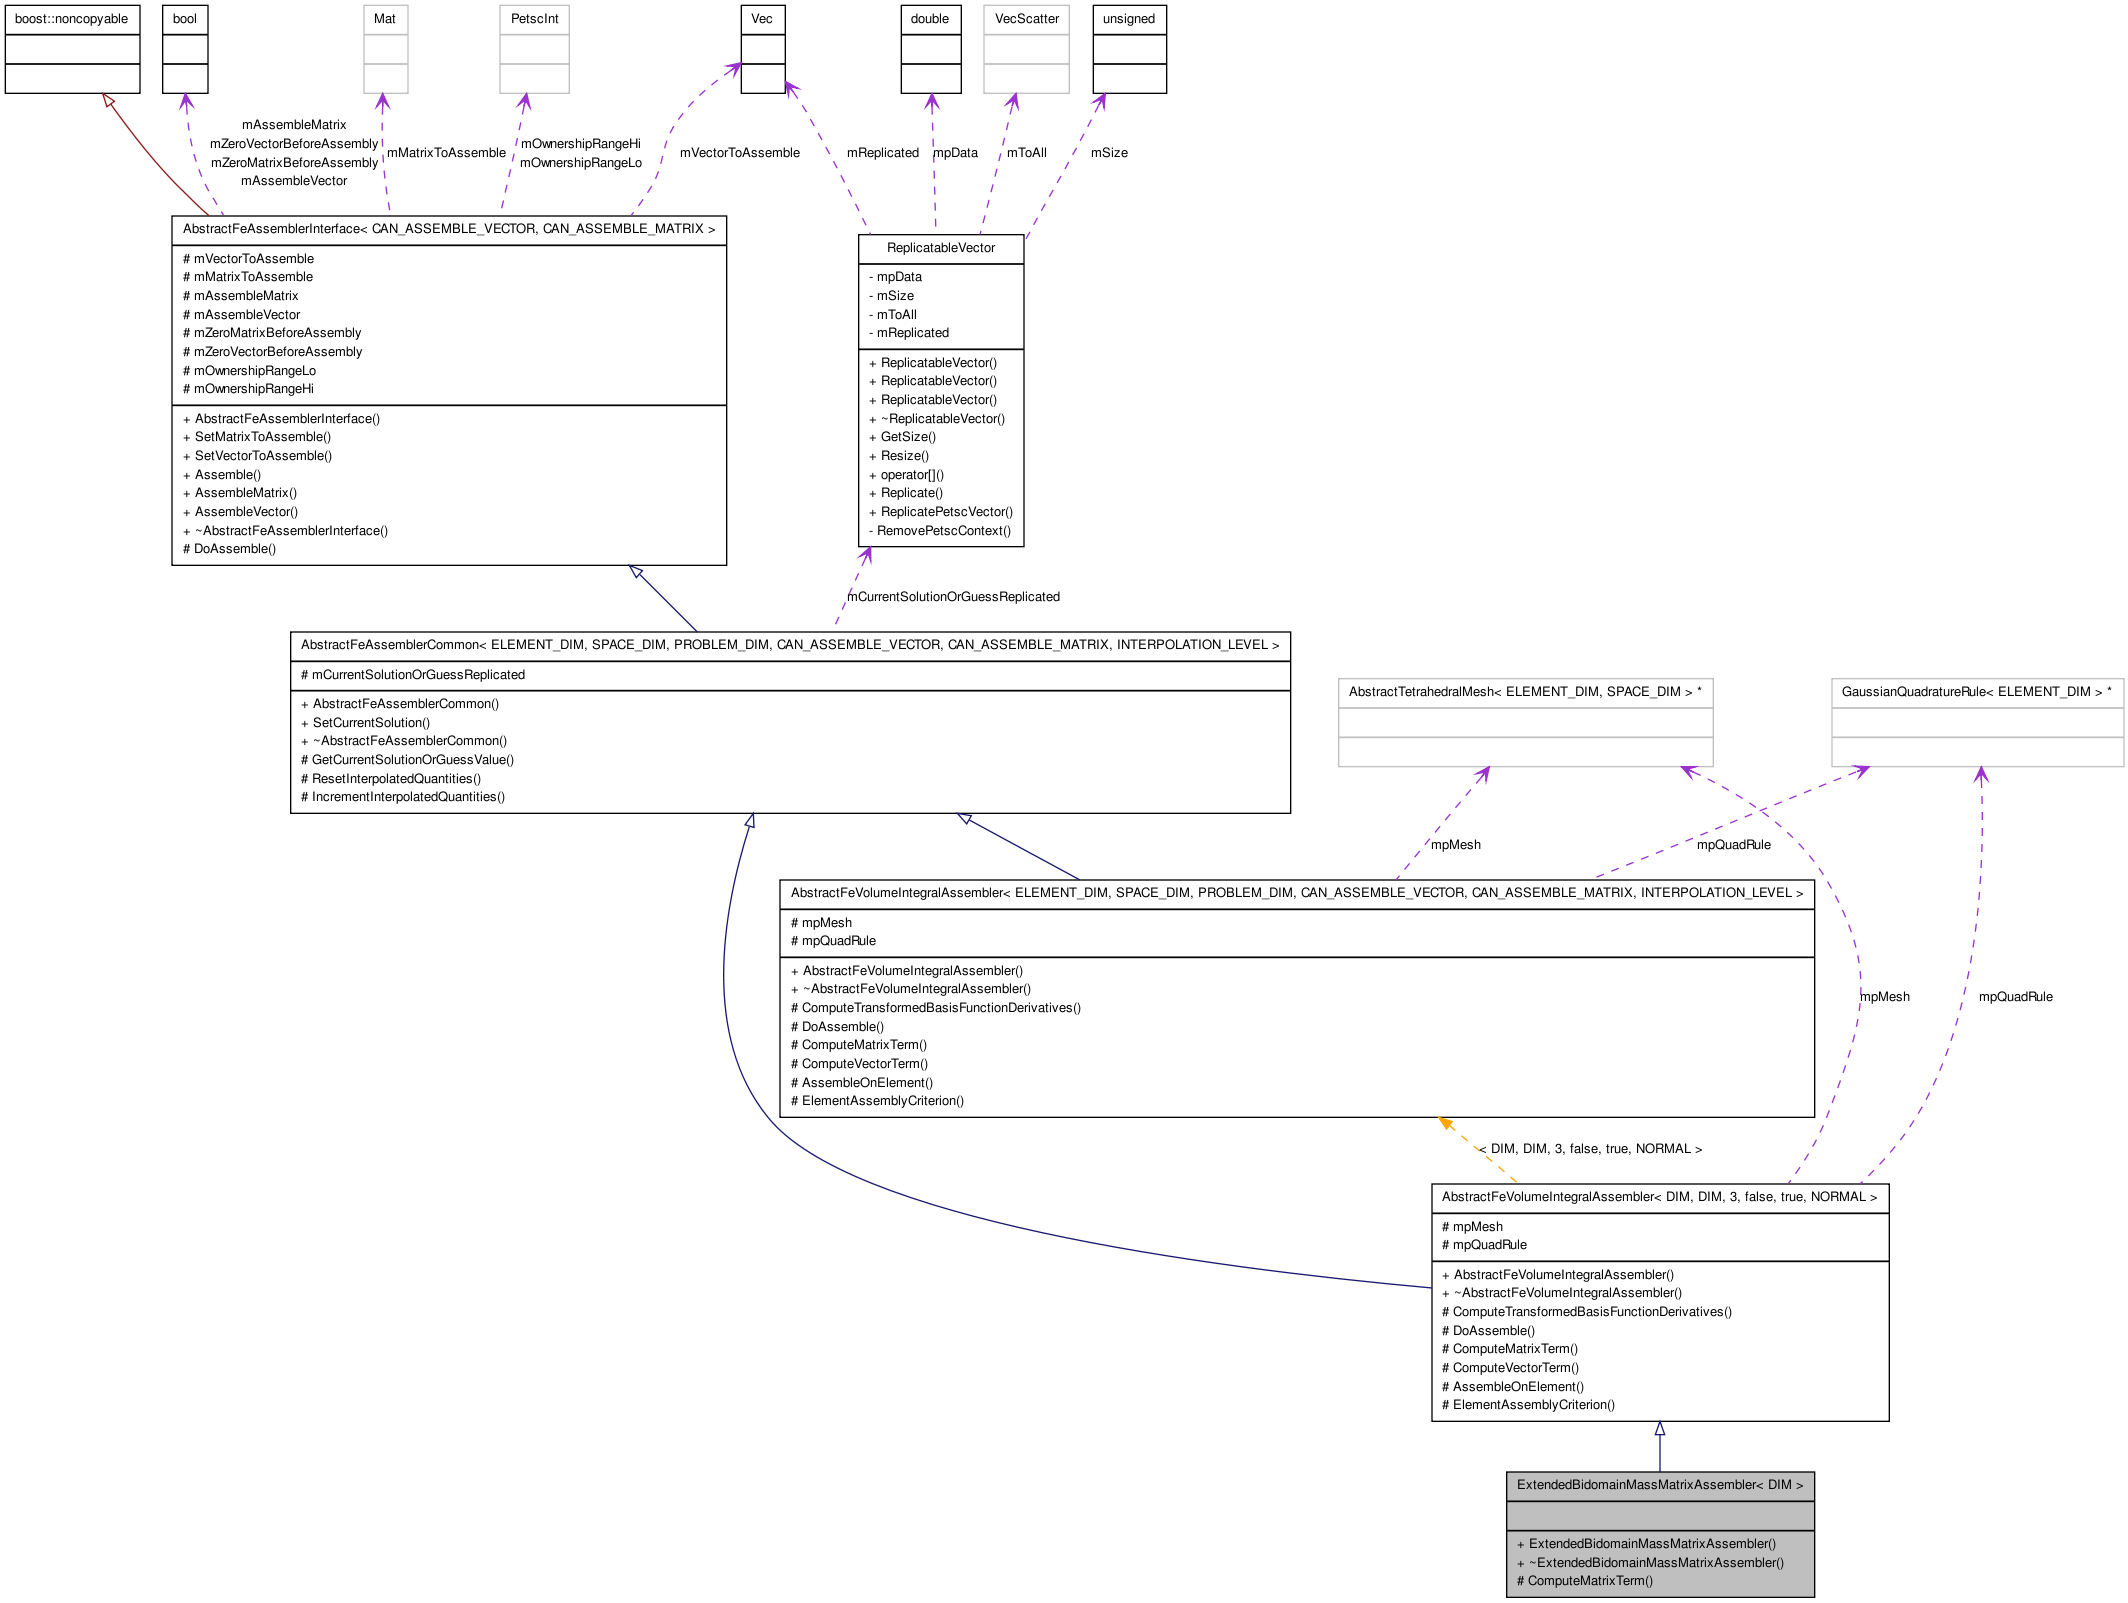 boost::noncopyable
bool
Mat
PetscInt
Vec
double
VecScatter
unsigned
mAssembleMatrix
mZeroVectorBeforeAssembly
mZeroMatrixBeforeAssembly
mAssembleVector
mMatrixToAssemble
mOwnershipRangeHi
mOwnershipRangeLo
mVectorToAssemble
mReplicated
mpData
mToAll
mSize
AbstractFeAssemblerInterface< CAN_ASSEMBLE_VECTOR, CAN_ASSEMBLE_MATRIX >
# mVectorToAssemble
# mMatrixToAssemble
# mAssembleMatrix
# mAssembleVector
# mZeroMatrixBeforeAssembly
# mZeroVectorBeforeAssembly
# mOwnershipRangeLo
# mOwnershipRangeHi
+ AbstractFeAssemblerInterface()
+ SetMatrixToAssemble()
+ SetVectorToAssemble()
+ Assemble()
+ AssembleMatrix()
+ AssembleVector()
+ ~AbstractFeAssemblerInterface()
# DoAssemble()
ReplicatableVector
- mpData
- mSize
- mToAll
- mReplicated
+ ReplicatableVector()
+ ReplicatableVector()
+ ReplicatableVector()
+ ~ReplicatableVector()
+ GetSize()
+ Resize()
+ operator[]()
+ Replicate()
+ ReplicatePetscVector()
- RemovePetscContext()
mCurrentSolutionOrGuessReplicated
AbstractFeAssemblerCommon< ELEMENT_DIM, SPACE_DIM, PROBLEM_DIM, CAN_ASSEMBLE_VECTOR, CAN_ASSEMBLE_MATRIX, INTERPOLATION_LEVEL >
# mCurrentSolutionOrGuessReplicated
+ AbstractFeAssemblerCommon()
+ SetCurrentSolution()
+ ~AbstractFeAssemblerCommon()
# GetCurrentSolutionOrGuessValue()
# ResetInterpolatedQuantities()
# IncrementInterpolatedQuantities()
AbstractTetrahedralMesh< ELEMENT_DIM, SPACE_DIM > *
GaussianQuadratureRule< ELEMENT_DIM > *
mpMesh
mpQuadRule
AbstractFeVolumeIntegralAssembler< ELEMENT_DIM, SPACE_DIM, PROBLEM_DIM, CAN_ASSEMBLE_VECTOR, CAN_ASSEMBLE_MATRIX, INTERPOLATION_LEVEL >
# mpMesh
# mpQuadRule
+ AbstractFeVolumeIntegralAssembler()
+ ~AbstractFeVolumeIntegralAssembler()
# ComputeTransformedBasisFunctionDerivatives()
# DoAssemble()
# ComputeMatrixTerm()
# ComputeVectorTerm()
# AssembleOnElement()
# ElementAssemblyCriterion()
mpMesh
mpQuadRule
< DIM, DIM, 3, false, true, NORMAL >
AbstractFeVolumeIntegralAssembler< DIM, DIM, 3, false, true, NORMAL >
# mpMesh
# mpQuadRule
+ AbstractFeVolumeIntegralAssembler()
+ ~AbstractFeVolumeIntegralAssembler()
# ComputeTransformedBasisFunctionDerivatives()
# DoAssemble()
# ComputeMatrixTerm()
# ComputeVectorTerm()
# AssembleOnElement()
# ElementAssemblyCriterion()
ExtendedBidomainMassMatrixAssembler< DIM >
+ ExtendedBidomainMassMatrixAssembler()
+ ~ExtendedBidomainMassMatrixAssembler()
# ComputeMatrixTerm()